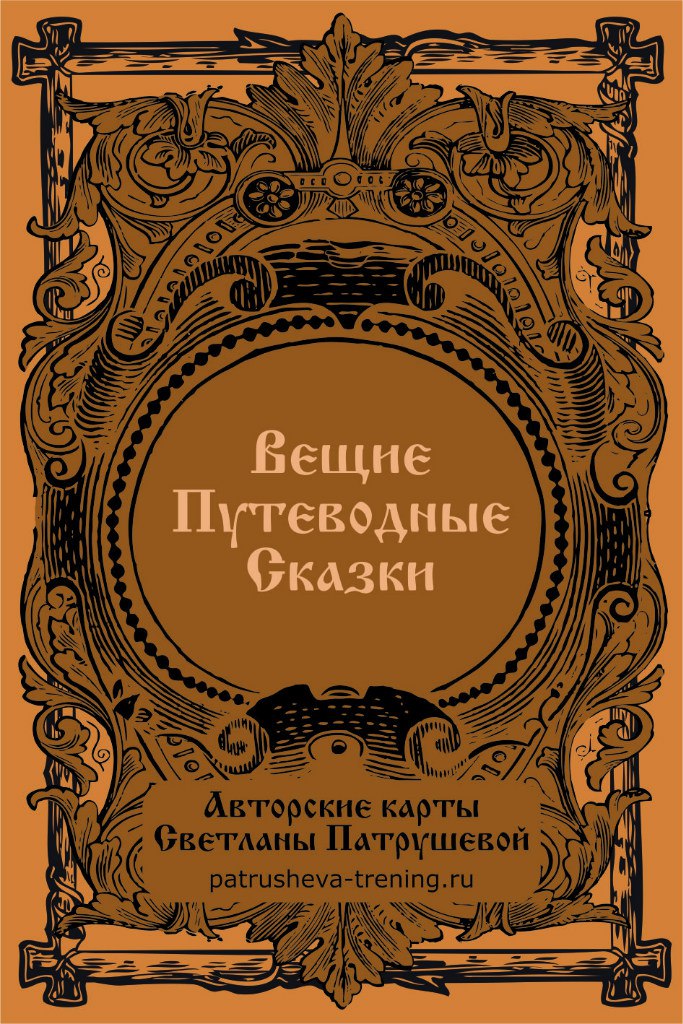 Вещие
Путеводные
Сказки
Авторские карты
Светланы Патрушевой
patrusheva-trening.ru